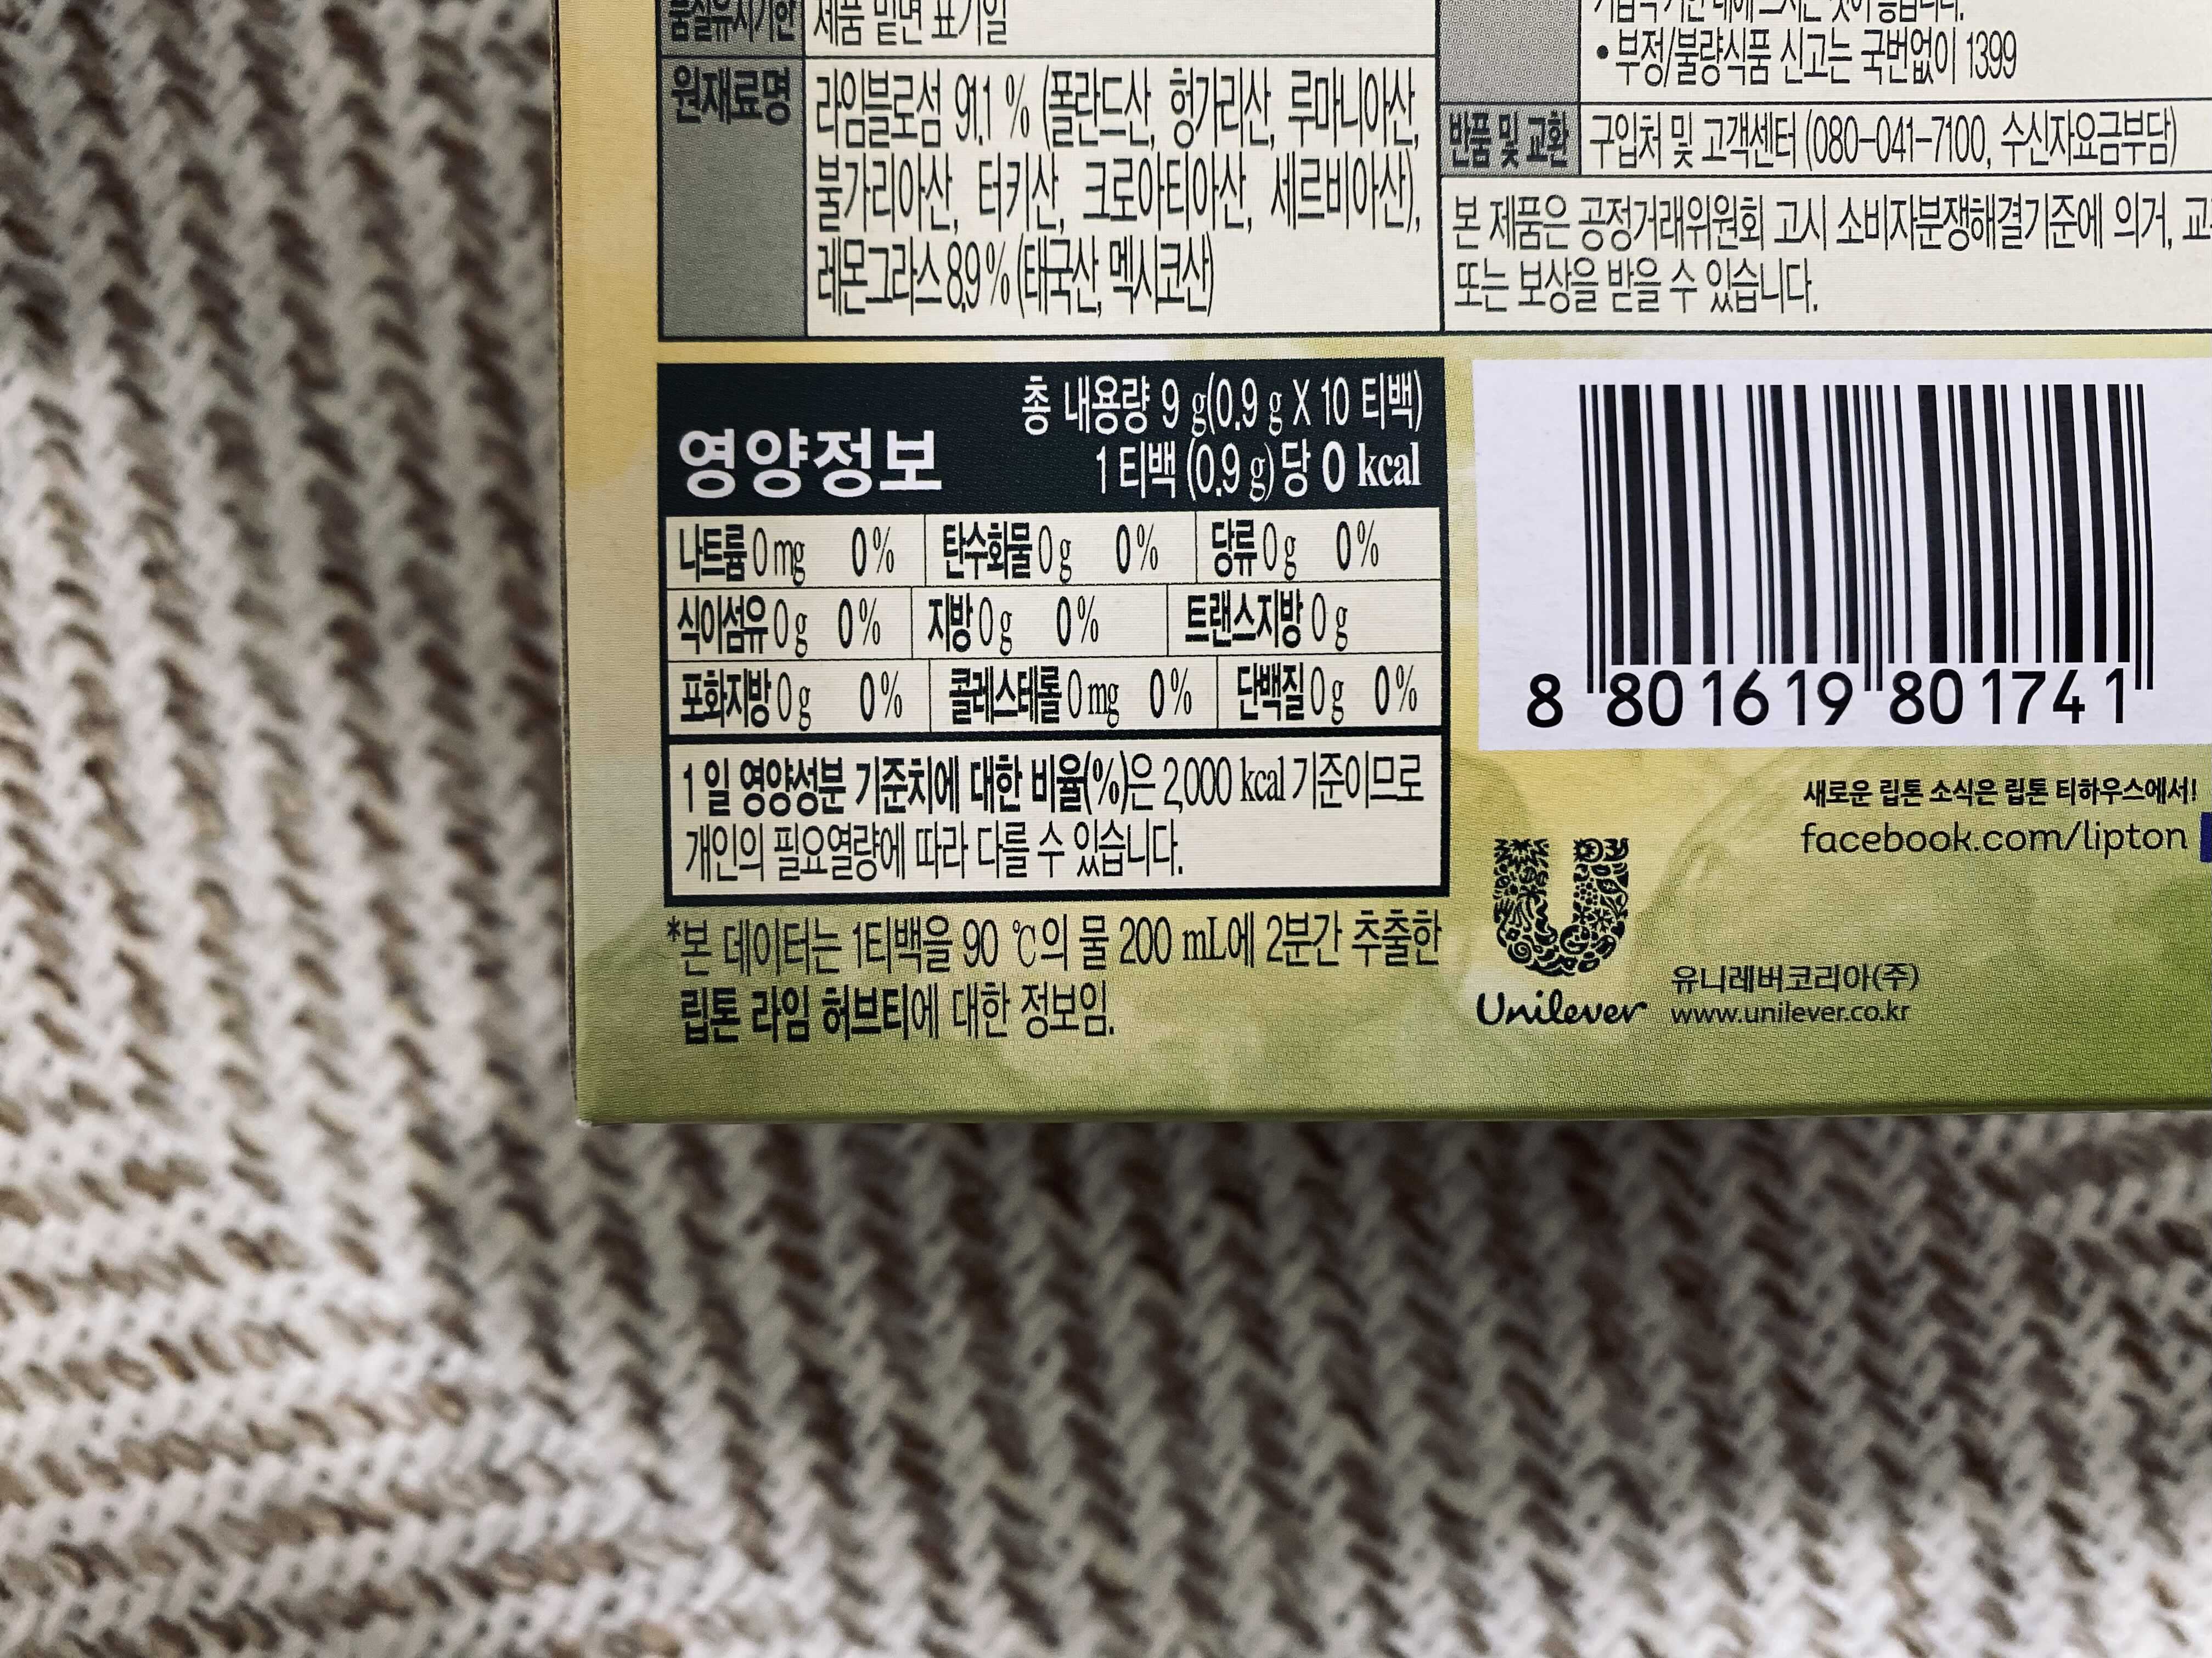 품질유지기한 제품 밑면 표기일
원재료명 라임블로섬 91.1 % (폴란드산, 헝가리산, 루마니아산,
불가리아산, 터키산, 크로아티아산, 세르비아산),
레몬그라스 8.9 % (태국산, 멕시코산)
• 부정/불량식품 신고는 국번없이 1399
반품 및 교환 구입처 및 고객센터 (080-041-7100, 수신자요금부담)
본 제품은 공정거래위원회 고시 소비자분쟁해결기준에 의거,
또는 보상을 받을 수 있습니다.
영양정보
총 내용량 9 g(0.9 g X 10 티백)
1 티백 (0.9 g)당 0 kcal
나트륨 0 mg 0 % 탄수화물 0 g 0 % 당류 0 g 0 %
식이섬유 0 g 0 % 지방 0 g 0 % 트랜스지방 0 g
포화지방 0 g 0 % 콜레스테롤 0 mg 0 % 단백질 0 g 0 %
1 일 영양성분 기준치에 대한 비율(%)은 2,000 kcal 기준이므로
개인의 필요열량에 따라 다를 수 있습니다.
*본 데이터는 1티백을 90 ℃의 물 200 mL에 2분간 추출한
립톤 라임 허브티에 대한 정보임.
8 801619 801741
새로운 립톤 소식은 립톤 티하우스에서!
facebook.com/lipton
유니레버코리아(주)
Unilever www.unilever.co.kr